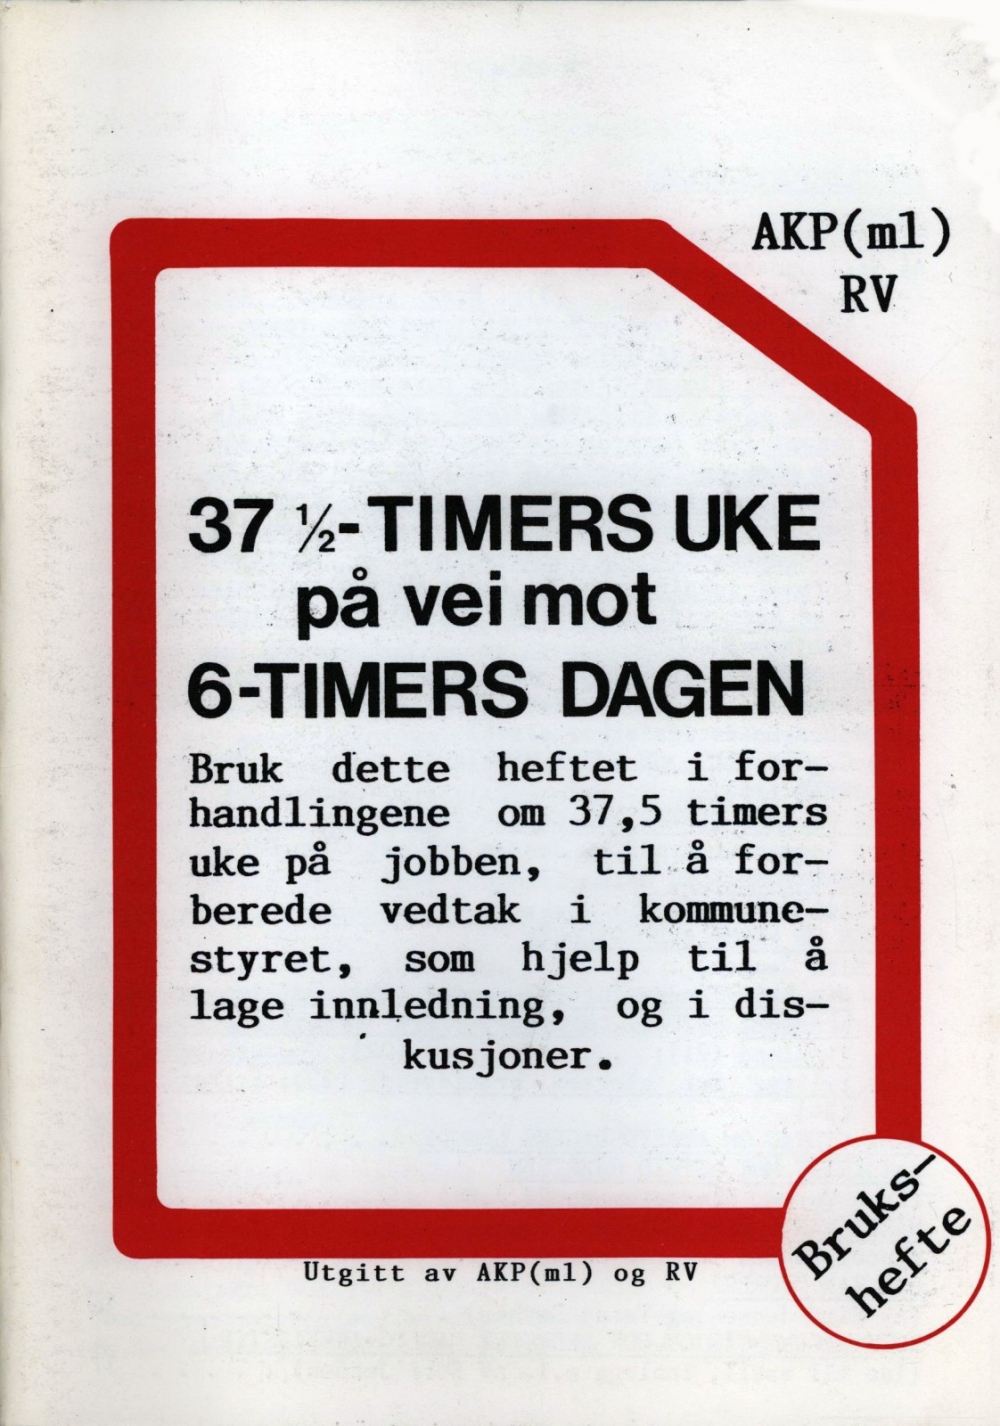 AKP(ml)
RV
37 ½-TIMERS UKE
på vei mot
6-TIMERS DAGEN
Bruk dette heftet i for-
handlingene om 37,5 timers
uke på jobben, til å for-
berede vedtak i kommune-
styret, som hjelp til å
lage innledning, og i dis-
kusjoner.
Bruks-
hefte
Utgitt av AKP(ml) og RV